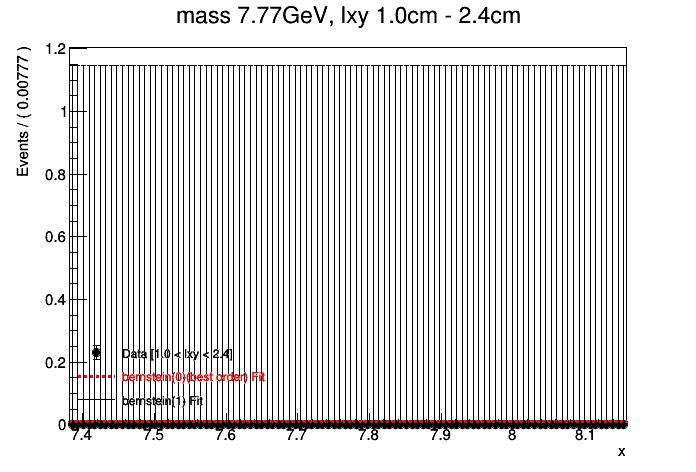 mass 7.77GeV, lxy 1.0cm - 2.4cm
Events / ( 0.00777 )
1.2
1
0.8
0.6
0.4
0.2
0
Data [1.0 < lxy < 2.4]
bernstein(0)(best order) Fit
bernstein(1) Fit
7.4 7.5 7.6 7.7 7.8 7.9 8 8.1
x